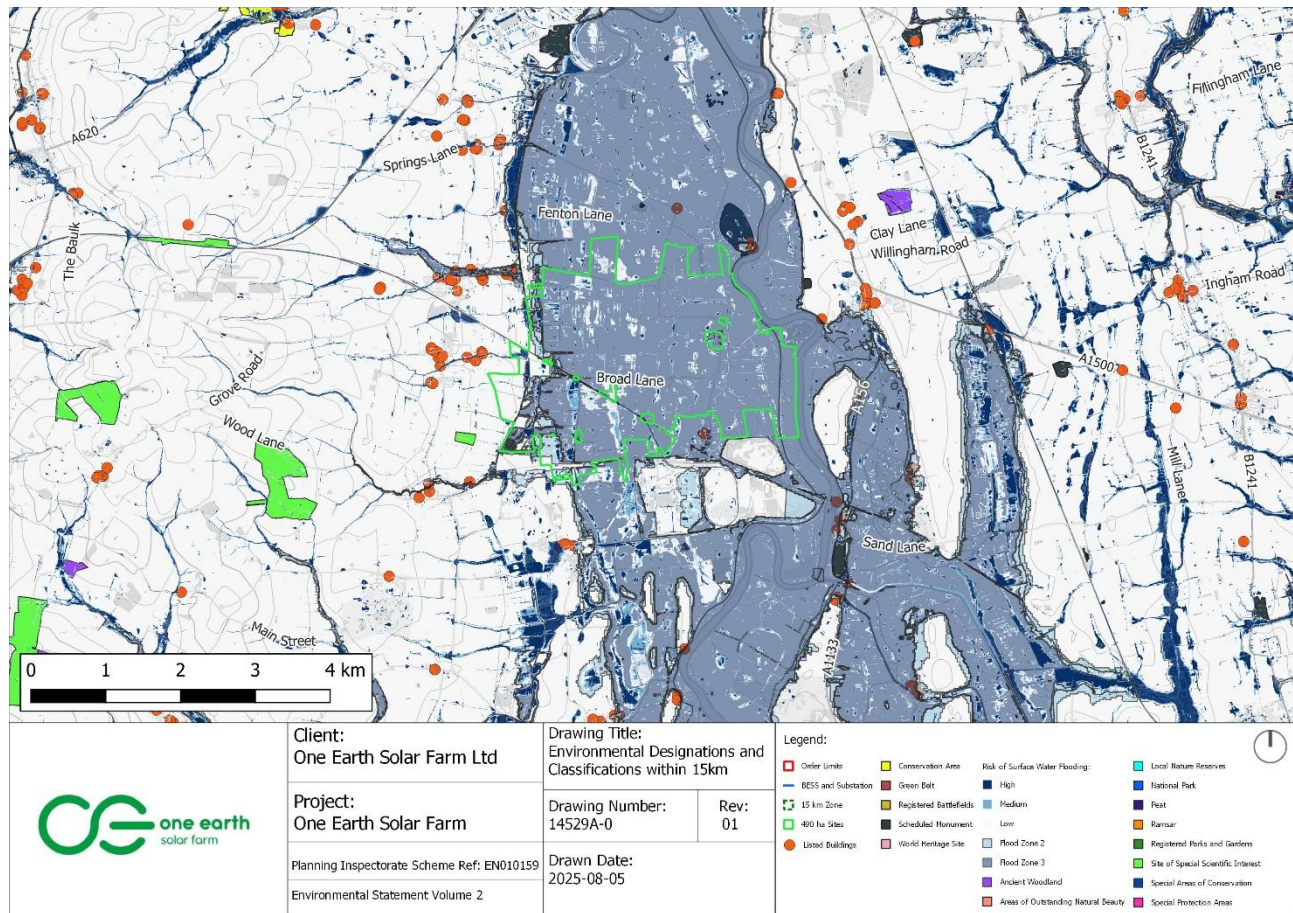 A620
Springs Lane
The Baulk
Fenton Lane
Clay Lane
Willingham Road
Fillingham Lane
B1241
Ingham Road
Grove Road
Wood Lane
Broad Lane
A156
A1500
Mill Lane
B1241
Sand Lane
Main Street
A1133
0 1 2 3 4 km
one earth
solar farm
Client:
One Earth Solar Farm Ltd
Project:
One Earth Solar Farm
Planning Inspectorate Scheme Ref: EN010159
Environmental Statement Volume 2
Drawing Title:
Environmental Designations and
Classifications within 15km
Drawing Number:
14529A-0
Rev:
01
Drawn Date:
2025-08-05
Legend:
Order Limits
BESS and Substation
15 km Zone
490 ha Sites
Listed Buildings
Conservation Area
Green Belt
Registered Battlefields
Scheduled Monument
World Heritage Site
Risk of Surface Water Flooding:
High
Medium
Low
Flood Zone 2
Flood Zone 3
Ancient Woodland
Areas of Outstanding Natural Beauty
Local Nature Reserves
National Park
Peat
Ramsar
Registered Parks and Gardens
Site of Special Scientific Interest
Special Areas of Conservation
Special Protection Areas